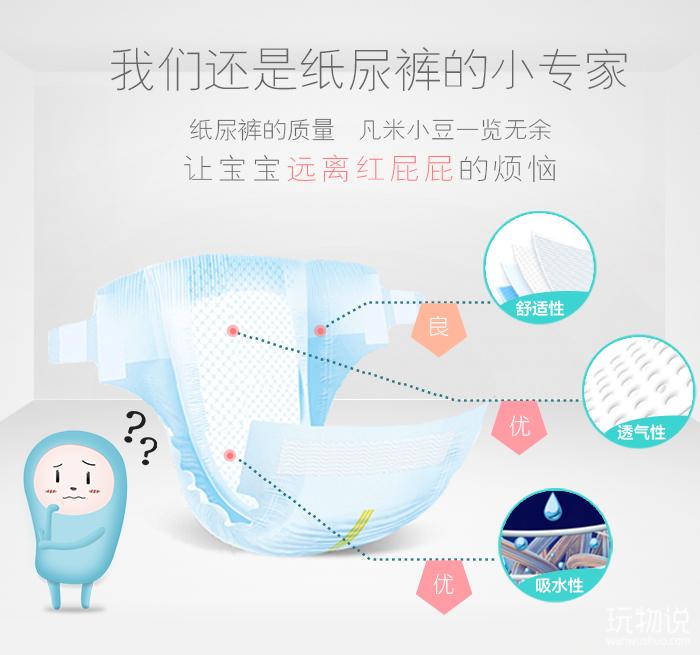 我们还是纸尿裤的小专家
纸尿裤的质量 凡米小豆一览无余
让宝宝远离红屁屁的烦恼
舒适性
良
透气性
优
??
吸水性
优
玩物说
wanwushuo.com